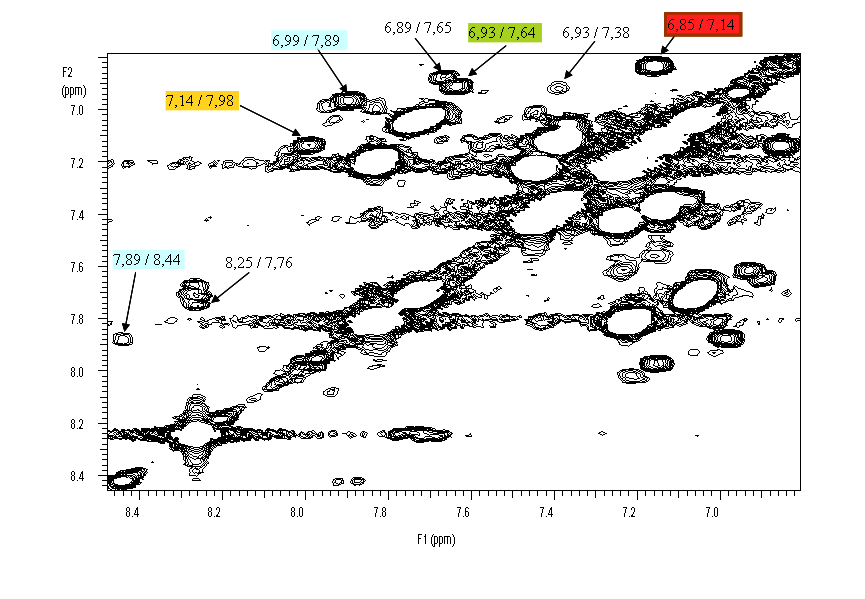 6,85 / 7,14
6,89 / 7,65
6,93 / 7,64
6,93 / 7,38
6,99 / 7,89
F2
(ppm)
7,14 / 7,98
7.0
7.2
7.4
7,89 / 8,44
8,25 / 7,76
7.6
7.8
8.0
8.2
8.4
8.4 8.2 8.0 7.8 7.6 7.4 7.2 7.0
F1 (ppm)